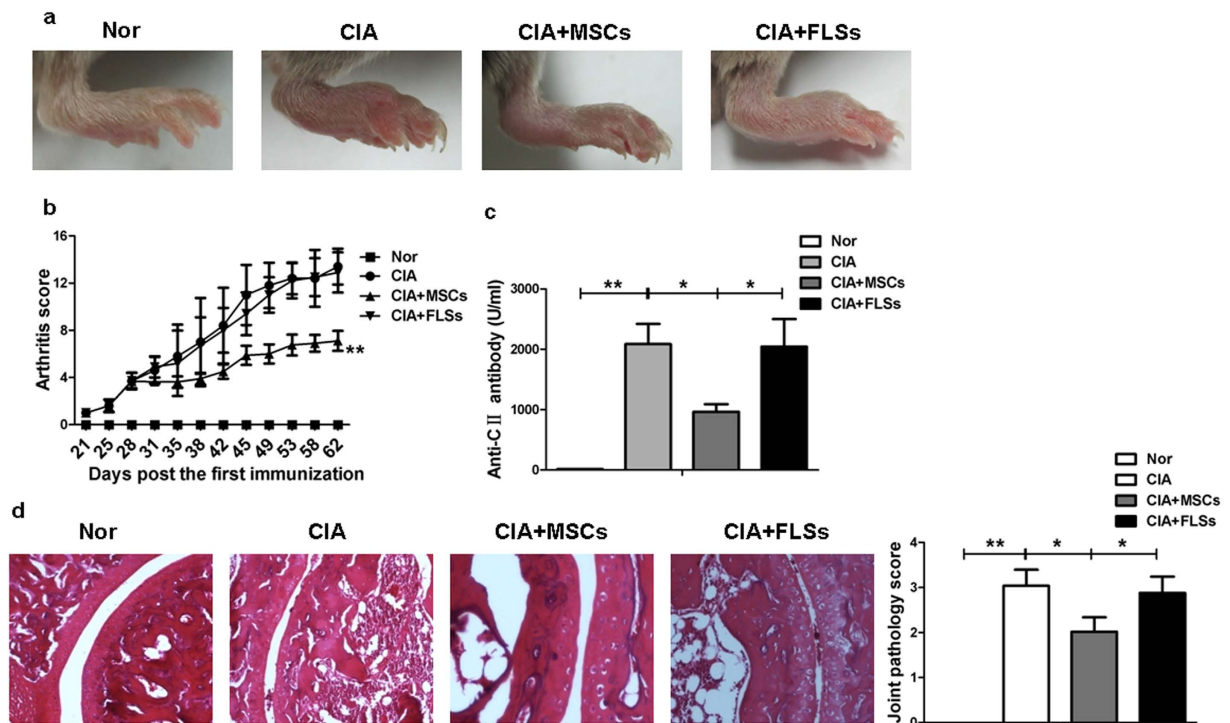 a
Nor CIA CIA+MSCs CIA+FLSs
b
16
12
8
4
0
Arthritis score
21 25 28 31 35 38 42 45 49 53 58 62
Days post the first immunization
Nor
CIA
CIA+MSCs
CIA+FLSs
**
c
Nor
CIA
CIA+MSCs
CIA+FLSs
** * *
3000
2000
1000
0
Anti-CⅡ antibody (U/ml)
d
Nor CIA CIA+MSCs CIA+FLSs
Nor
CIA
CIA+MSCs
CIA+FLSs
** * *
4
3
2
1
0
Joint pathology score